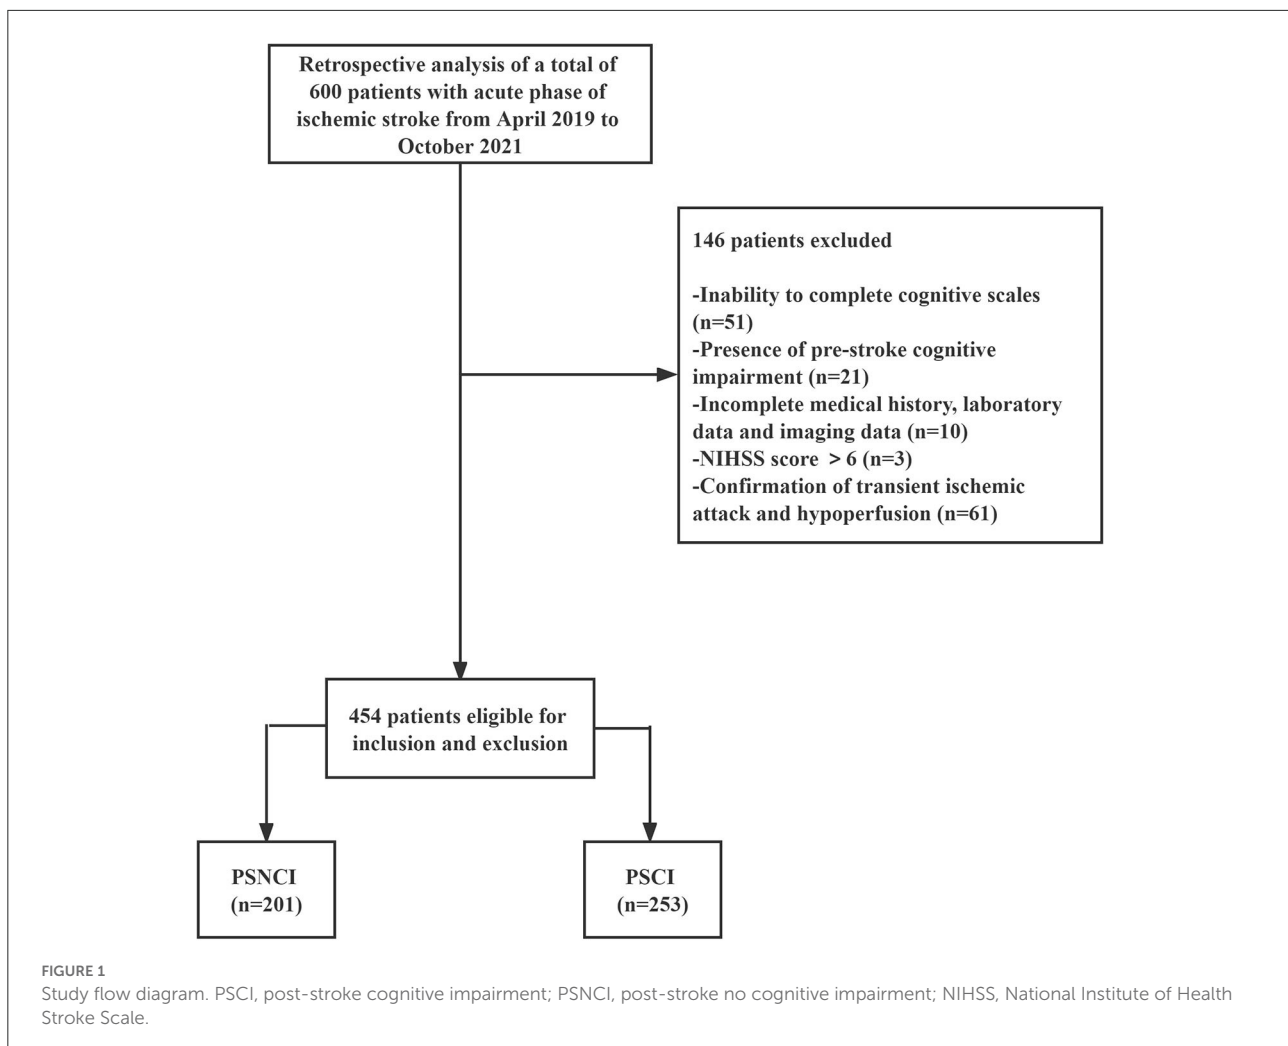 Retrospective analysis of a total of
600 patients with acute phase of
ischemic stroke from April 2019 to
October 2021
146 patients excluded
-Inability to complete cognitive scales
(n=51)
-Presence of pre-stroke cognitive
impairment (n=21)
-Incomplete medical history, laboratory
data and imaging data (n=10)
-NIHSS score > 6 (n=3)
-Confirmation of transient ischemic
attack and hypoperfusion (n=61)
454 patients eligible for
inclusion and exclusion
PSNCI
(n=201)
PSCI
(n=253)
FIGURE 1
Study flow diagram. PSCI, post-stroke cognitive impairment; PSNCI, post-stroke no cognitive impairment; NIHSS, National Institute of Health
Stroke Scale.